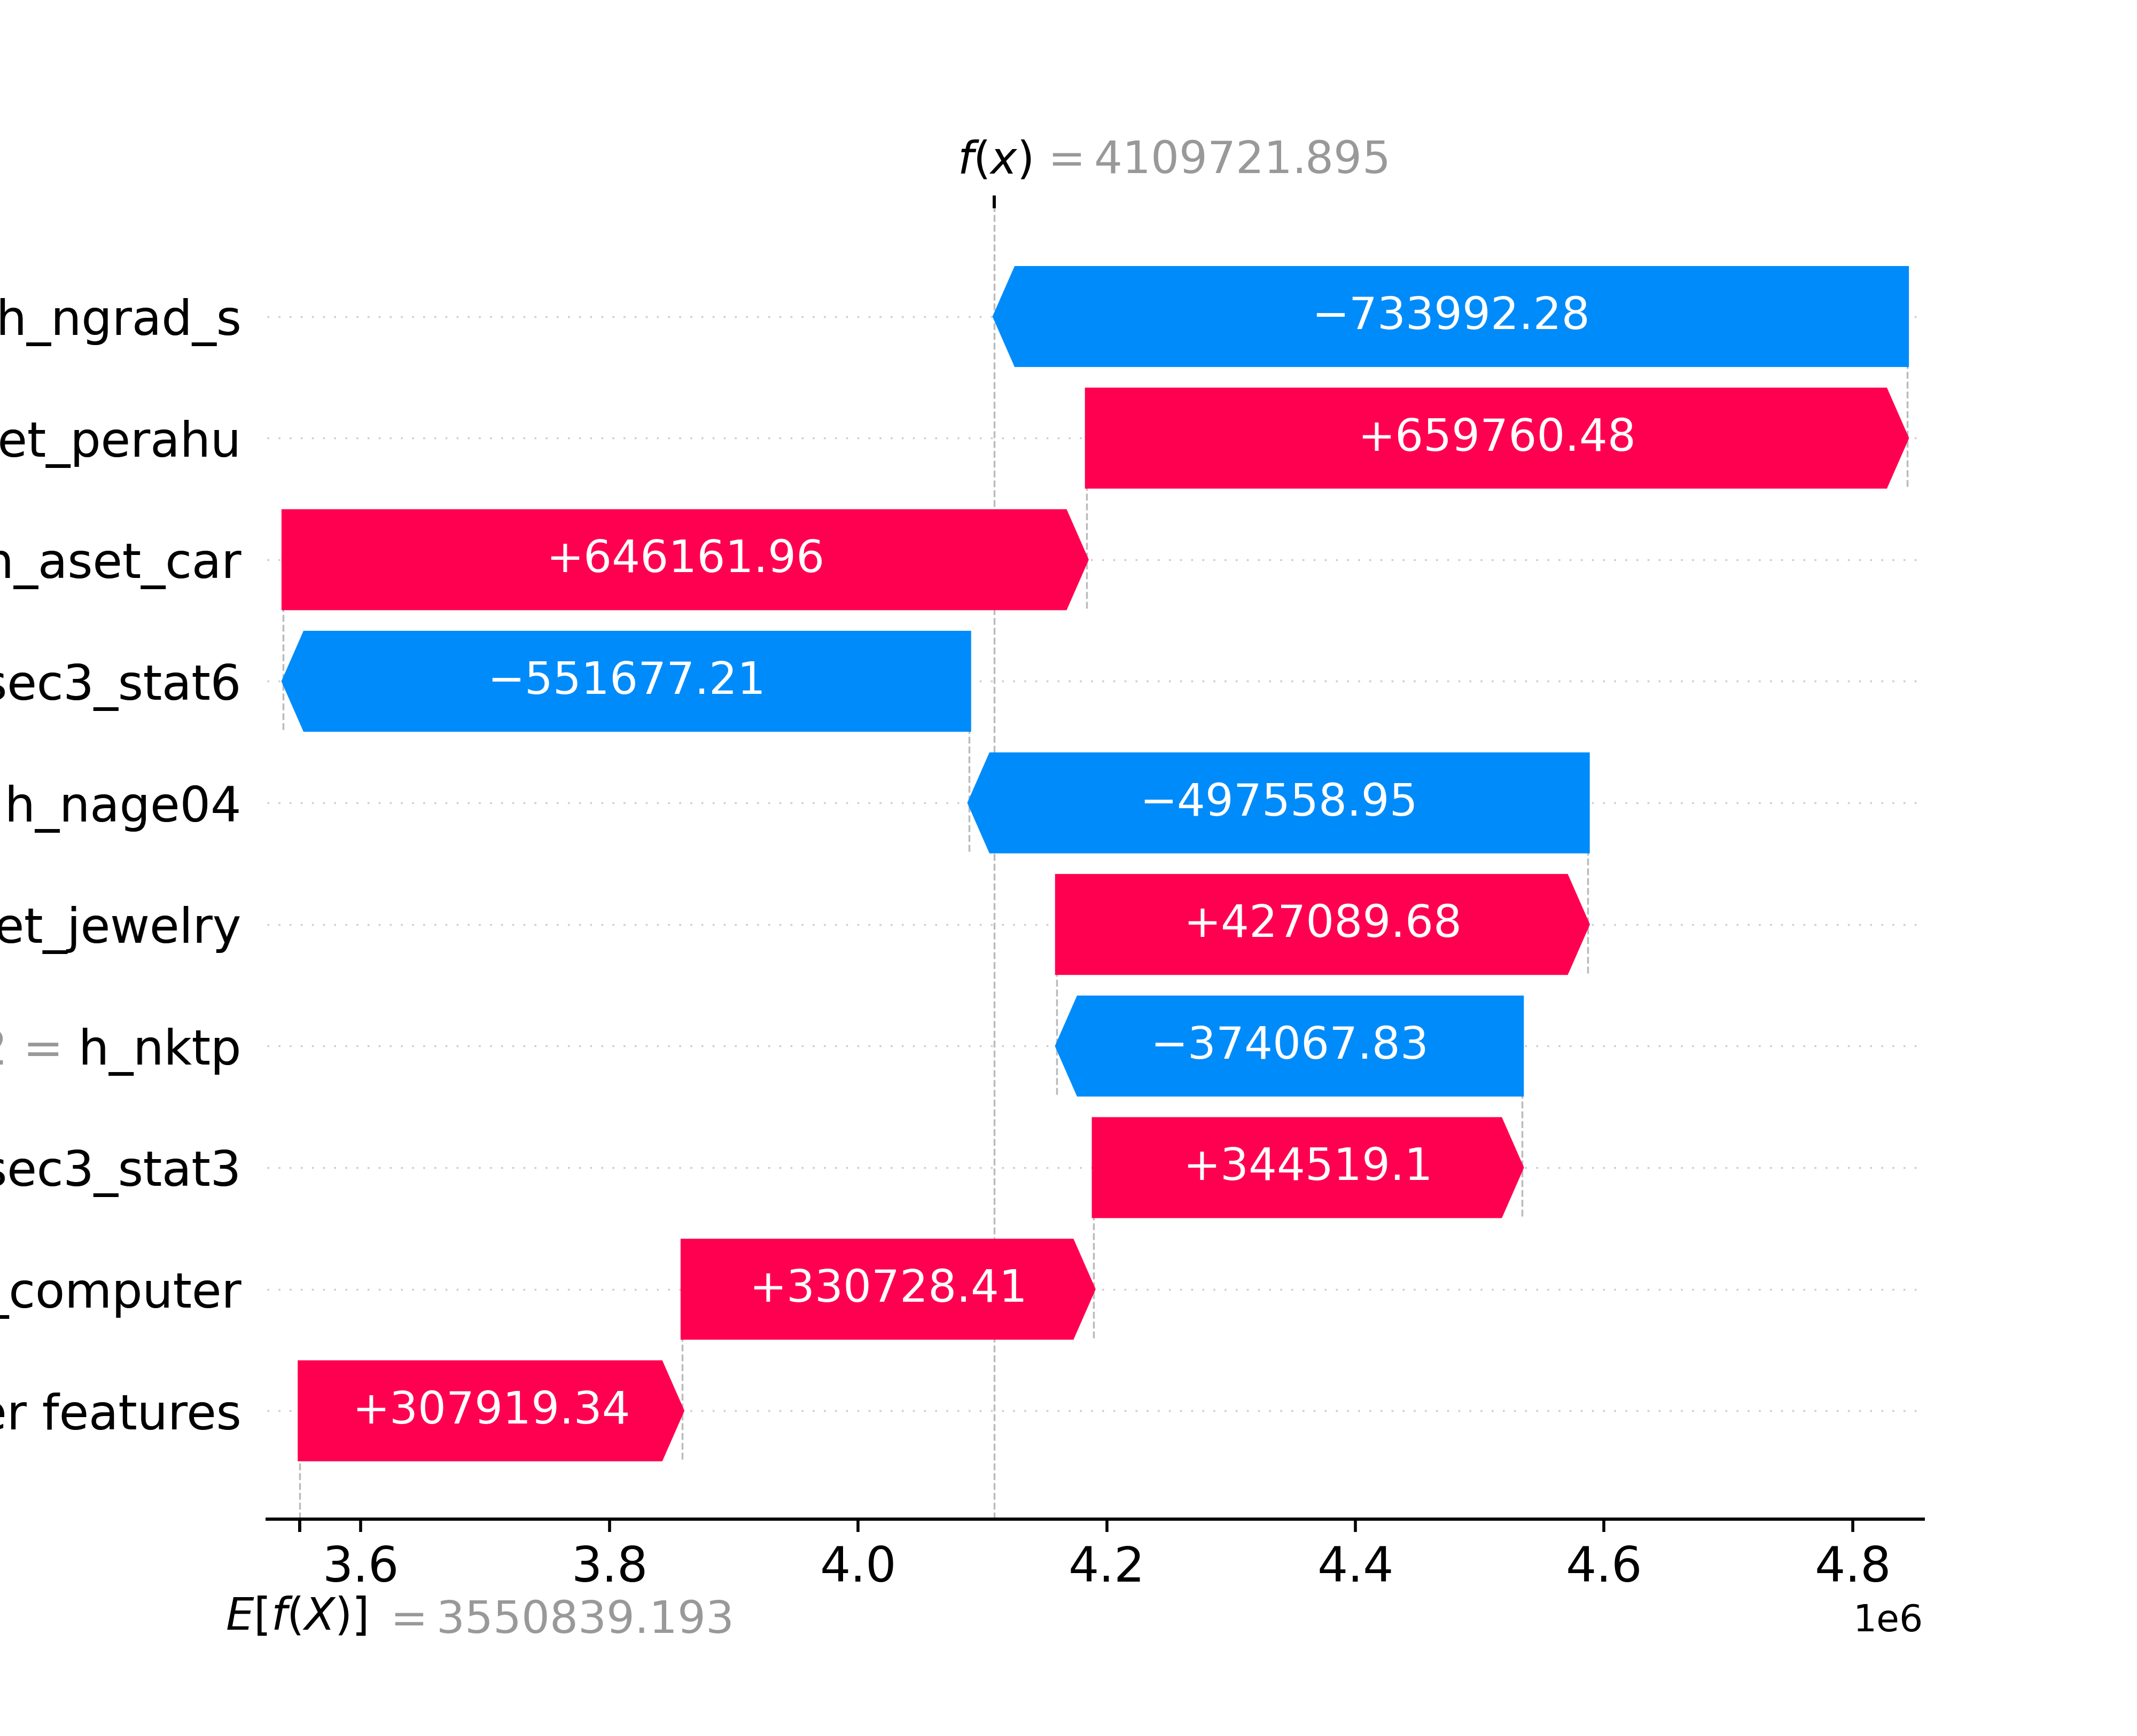 f(x) = 4109721.895
h_ngrad_s −733992.28
et_perahu +659760.48
_aset_car +646161.96
sec3_stat6 −551677.21
h_nage04 −497558.95
et_jewelry +427089.68
= h_nktp −374067.83
sec3_stat3 +344519.1
_computer +330728.41
er features +307919.34
3.6 3.8 4.0 4.2 4.4 4.6 4.8
E[f(X)] = 3550839.193 1e6